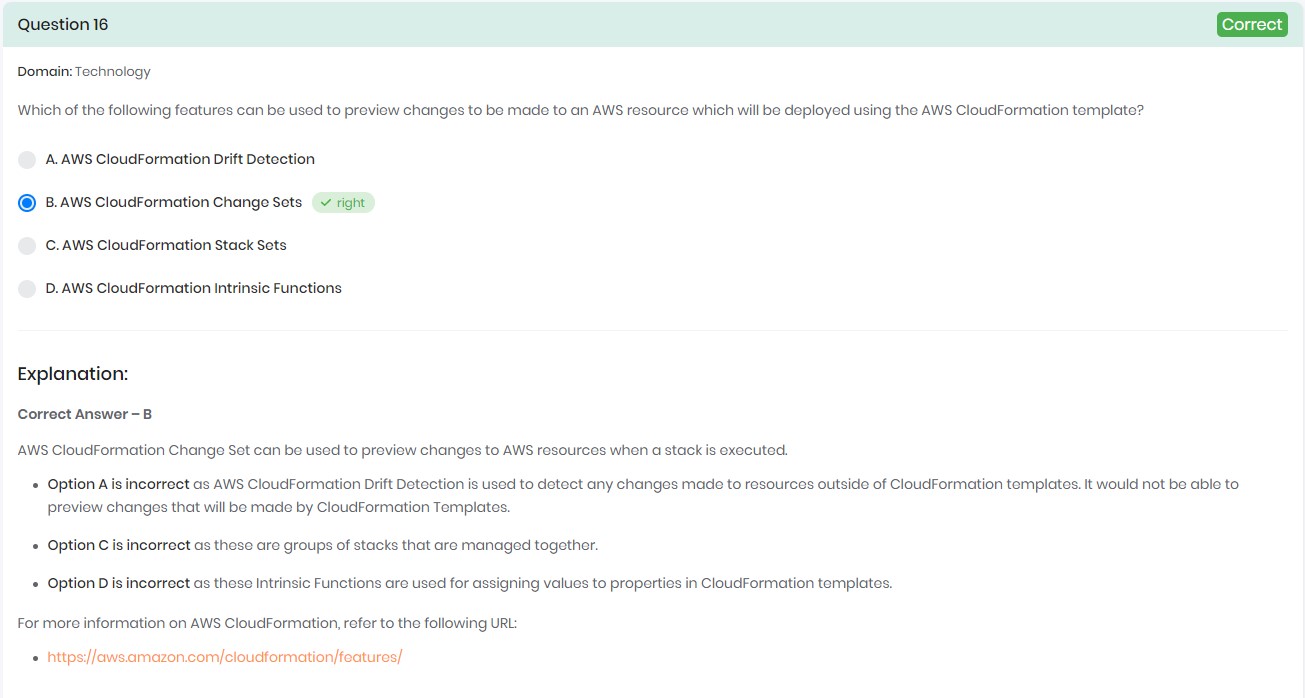 Question 16
Correct
Domain: Technology
Which of the following features can be used to preview changes to be made to an AWS resource which will be deployed using the AWS CloudFormation template?
A. AWS CloudFormation Drift Detection
B. AWS CloudFormation Change Sets
right
C. AWS CloudFormation Stack Sets
D. AWS CloudFormation Intrinsic Functions
Explanation:
Correct Answer – B
AWS CloudFormation Change Set can be used to preview changes to AWS resources when a stack is executed.
Option A is incorrect as AWS CloudFormation Drift Detection is used to detect any changes made to resources outside of CloudFormation templates. It would not be able to
preview changes that will be made by CloudFormation Templates.
Option C is incorrect as these are groups of stacks that are managed together.
Option D is incorrect as these Intrinsic Functions are used for assigning values to properties in CloudFormation templates.
For more information on AWS CloudFormation, refer to the following URL:
https://aws.amazon.com/cloudformation/features/